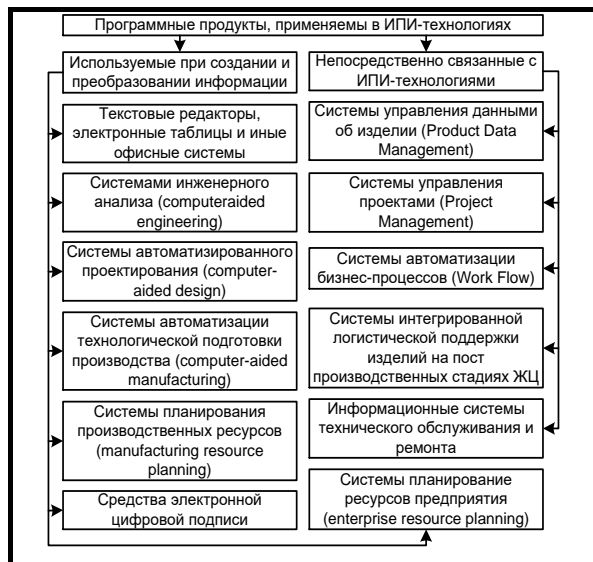 Программные продукты, применяемы в ИПИ-технологиях
Используемые при создании и
преобразовании информации
Непосредственно связанные с
ИПИ-технологиями
Текстовые редакторы,
электронные таблицы и иные
офисные системы
Системы управления данными
об изделии (Product Data
Management)
Системами инженерного
анализа (computeraided
engineering)
Системы управления
проектами (Project
Management)
Системы автоматизированного
проектирования (computer-
aided design)
Системы автоматизации
бизнес-процессов (Work Flow)
Системы автоматизации
технологической подготовки
производства (computer-aided
manufacturing)
Системы интегрированной
логистической поддержки
изделий на пост
производственных стадиях ЖЦ
Системы планирования
производственных ресурсов
(manufacturing resource
planning)
Информационные системы
технического обслуживания и
ремонта
Средства электронной
цифровой подписи
Системы планирование
ресурсов предприятия
(enterprise resource planning)